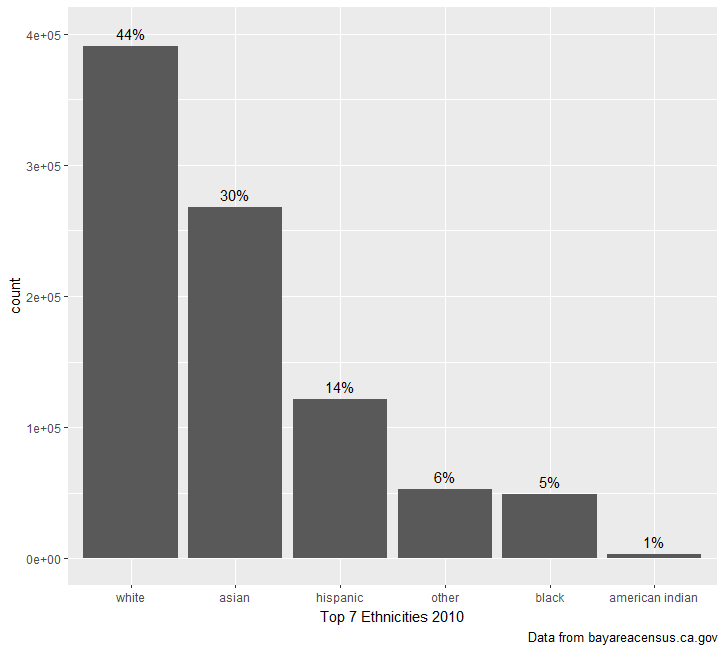 44%
4e+05
30%
3e+05
2e+05
14%
1e+05
6%
5%
1%
0e+00
count
white asian hispanic other black american indian
Top 7 Ethnicities 2010
Data from bayareacensus.ca.gov